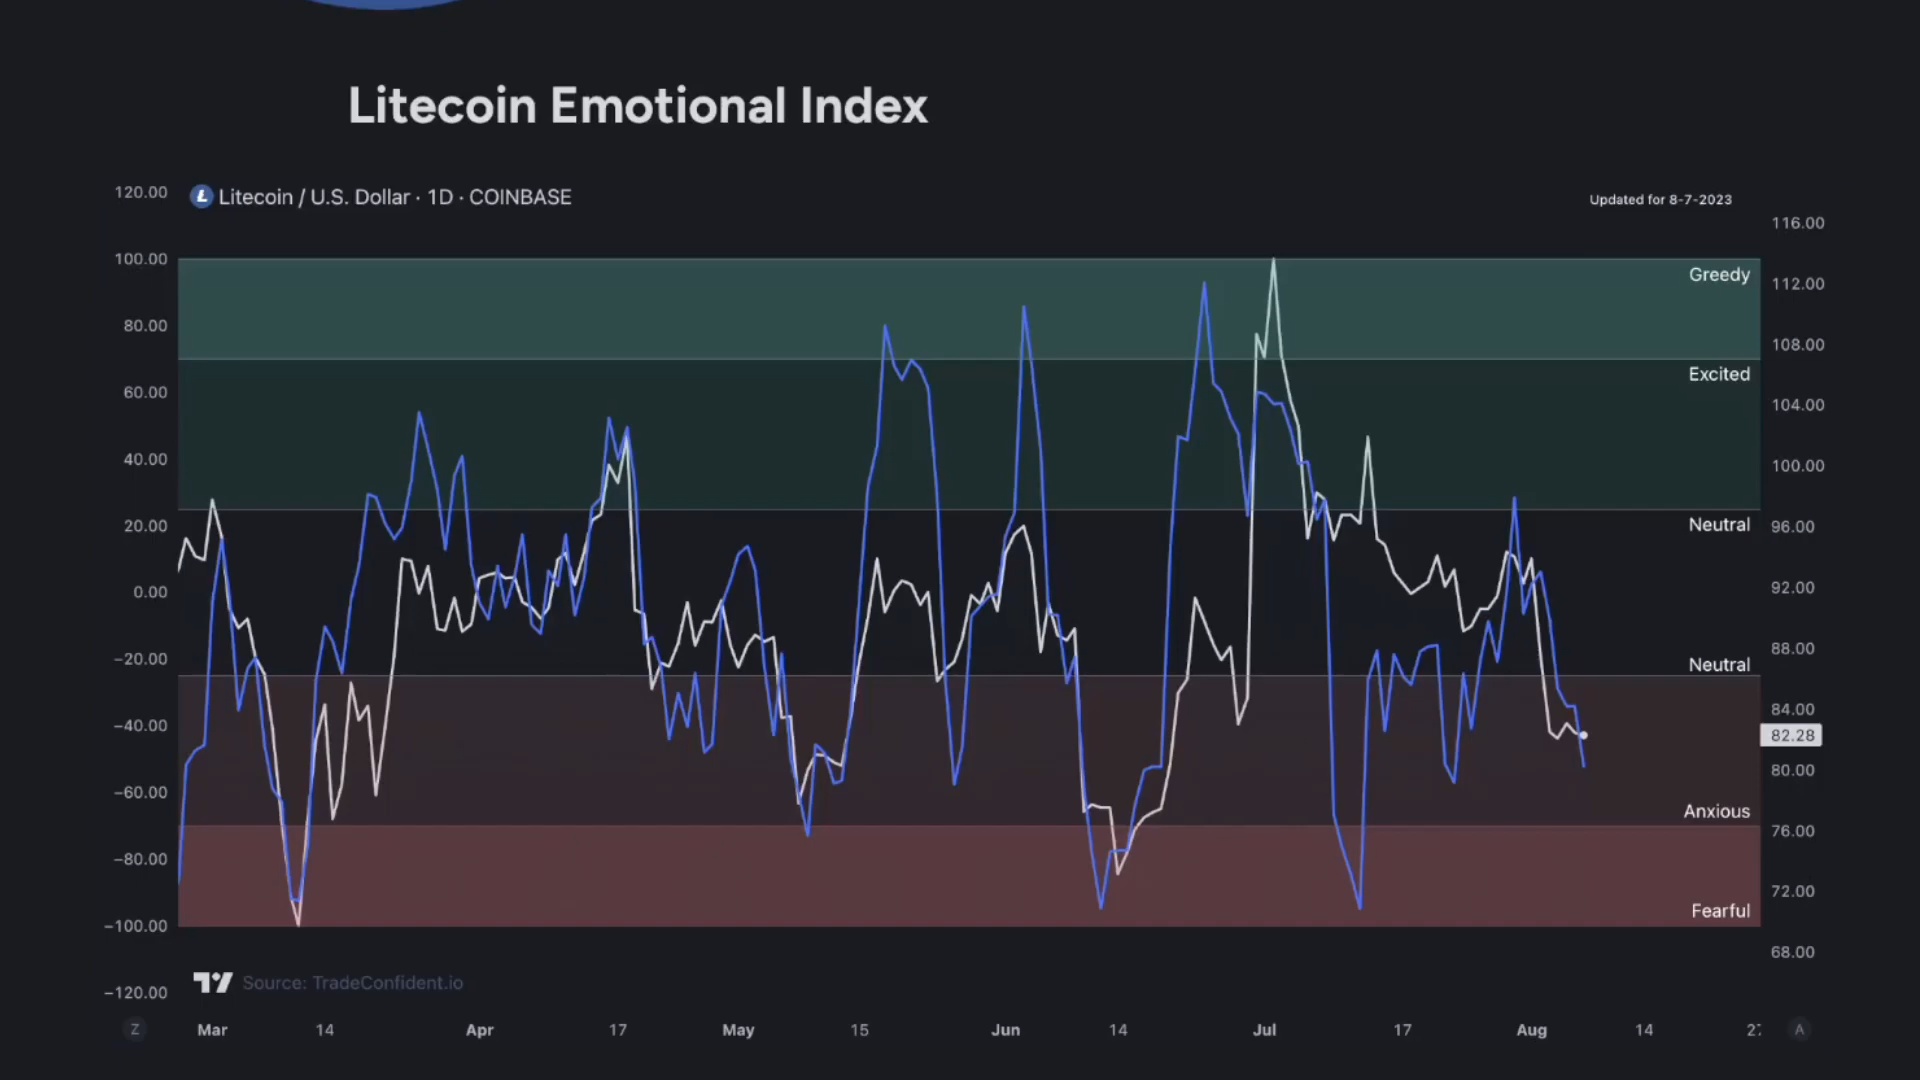 Litecoin Emotional Index
Litecoin / U.S. Dollar · 1D · COINBASE
Updated for 8-7-2023
120.00
100.00
80.00
60.00
40.00
20.00
0.00
−20.00
−40.00
−60.00
−80.00
−100.00
−120.00
Greedy
Excited
Neutral
Neutral
Anxious
Fearful
116.00
112.00
108.00
104.00
100.00
96.00
92.00
88.00
84.00
82.28
80.00
76.00
72.00
68.00
Source: TradeConfident.io
Z Mar 14 Apr 17 May 15 Jun 14 Jul 17 Aug 14 A